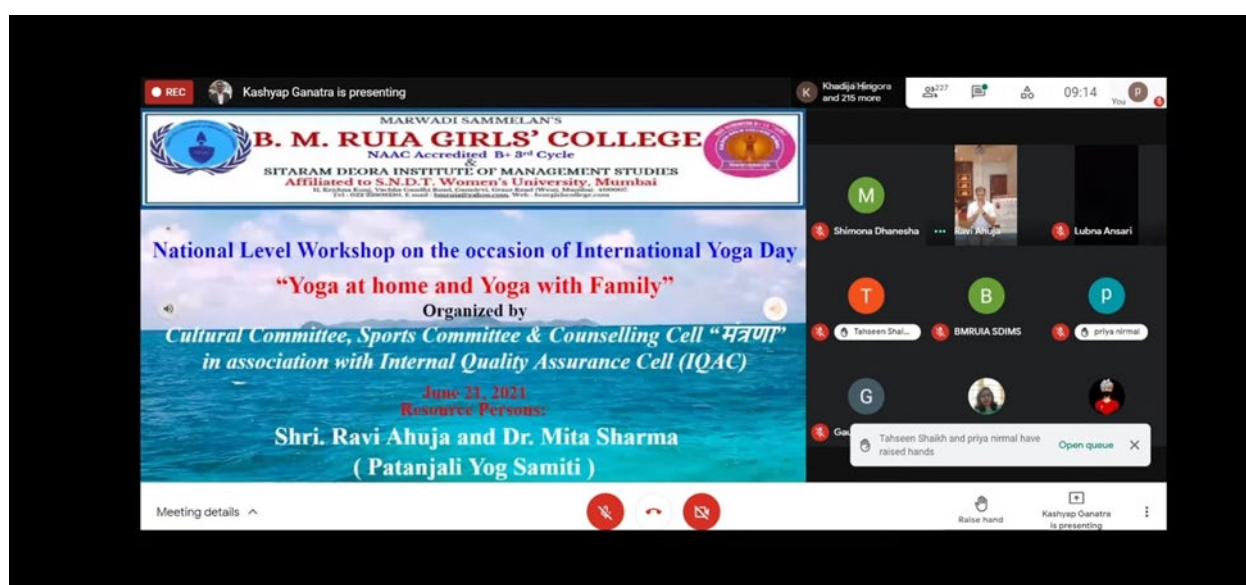 REC
Kashyap Ganatra is presenting
K
Khadija Hirigora
and 215 more
227
09:14
You
P
MARWADI SAMMELAN'S
B. M. RUIA GIRLS' COLLEGE
NAAC Accredited B+ 3rd Cycle
&
SITARAM DEORA INSTITUTE OF MANAGEMENT STUDIES
Affiliated to S.N.D.T. Women's University, Mumbai
National Level Workshop on the occasion of International Yoga Day
“Yoga at home and Yoga with Family”
Organized by
Cultural Committee, Sports Committee & Counselling Cell “मंत्रणा”
in association with Internal Quality Assurance Cell (IQAC)
June 21, 2021
Resource Persons:
Shri. Ravi Ahuja and Dr. Mita Sharma
( Patanjali Yog Samiti )
M
Shimona Dhanesha
Ravi Ahuja
Lubna Ansari
T
Tahseen Shai...
B
BMRUIA SDIMS
p
priya nirmal
G
Gau
Tahseen Shaikh and priya nirmal have
raised hands
Open queue
Meeting details
Raise hand
Kashyap Ganatra
is presenting